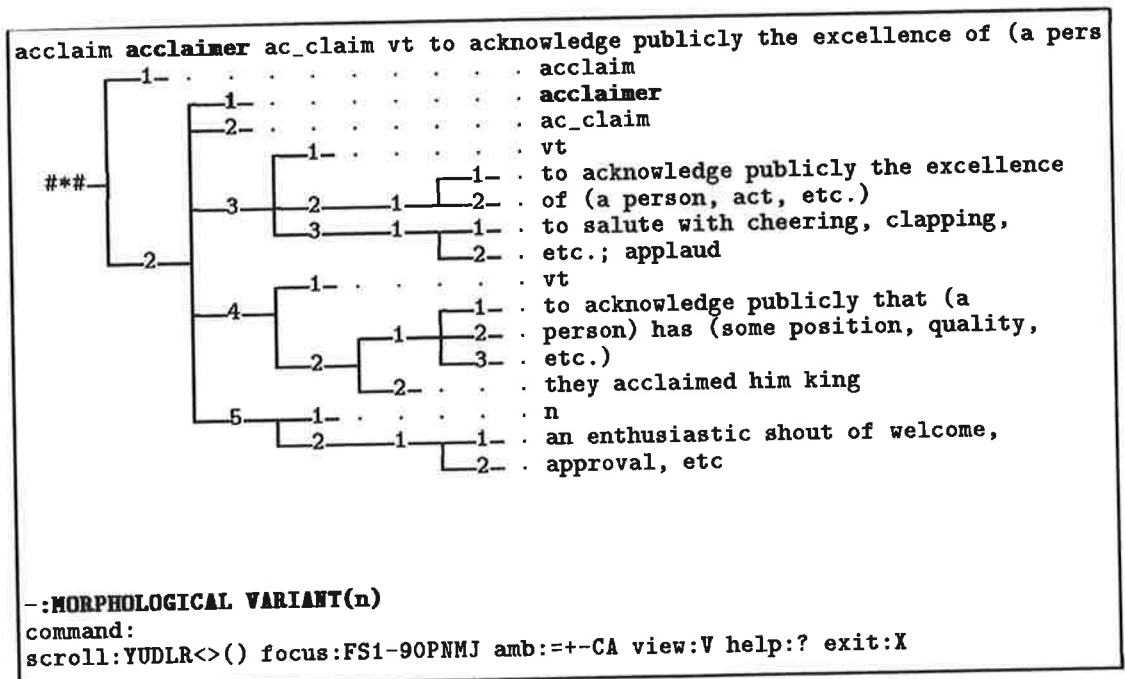 acclaim acclaimer ac_claim vt to acknowledge publicly the excellence of (a pers
1- . . . . . . . . . acclaim
1- . . . . . . . acclaimer
2- . . . . . . . ac_claim
1- . . . . . vt
#*# 1- . to acknowledge publicly the excellence
3 2 1 2- . of (a person, act, etc.)
3 1 1- . to salute with cheering, clapping,
2 2- . etc.; applaud
1- . . . . . vt
4 1- . to acknowledge publicly that (a
1 2- . person) has (some position, quality,
2 3- . etc.)
2- . . . they acclaimed him king
5 1- . . . . . n
2 1 1- . an enthusiastic shout of welcome,
2- . approval, etc
-:MORPHOLOGICAL VARIANT(n)
command:
scroll:YUDLR<>() focus:FS1-90PNMJ amb:=+-CA view:V help:? exit:X